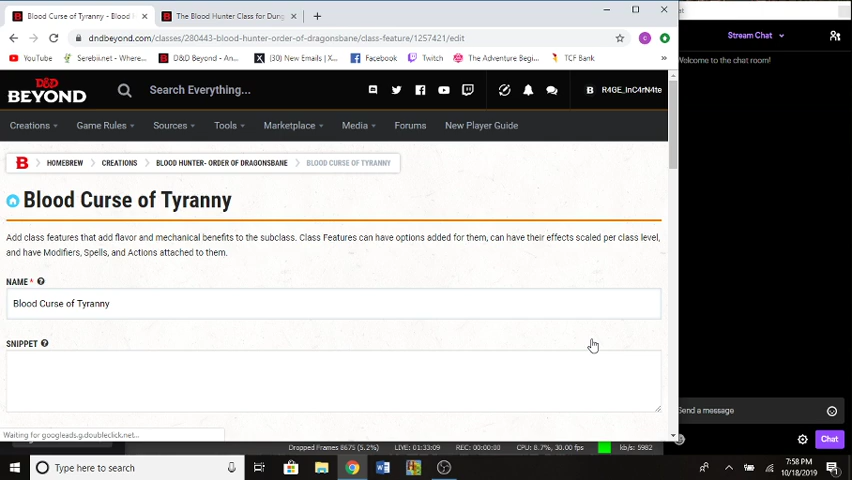 Blood Curse of Tyranny - Blood H
The Blood Hunter Class for Dung
dndbeyond.com/classes/280443-blood-hunter-order-of-dragonsbane/class-feature/1257421/edit
YouTube
Serebii.net - Where...
D&D Beyond - An...
(30) New Emails | X...
Facebook
Twitch
The Adventure Begi...
TCF Bank
»
D&D
BEYOND
Search Everything...
R4GE_InC4rN4te
Creations
Game Rules
Sources
Tools
Marketplace
Media
Forums
New Player Guide
HOMEBREW
CREATIONS
BLOOD HUNTER- ORDER OF DRAGONSBANE
BLOOD CURSE OF TYRANNY
Blood Curse of Tyranny
Add class features that add flavor and mechanical benefits to the subclass. Class Features can have options added for them, can have their effects scaled per class level,
and have Modifiers, Spells, and Actions attached to them.
NAME *
Blood Curse of Tyranny
SNIPPET
Waiting for googleads.g.doubleclick.net...
Stream Chat
Welcome to the chat room!
Send a message
Chat
Dropped Frames 8675 (5.2%)
LIVE: 01:33:09
REC: 00:00:00
CPU: 8.7%, 30.00 fps
kb/s: 5982
Type here to search
7:58 PM
10/18/2019